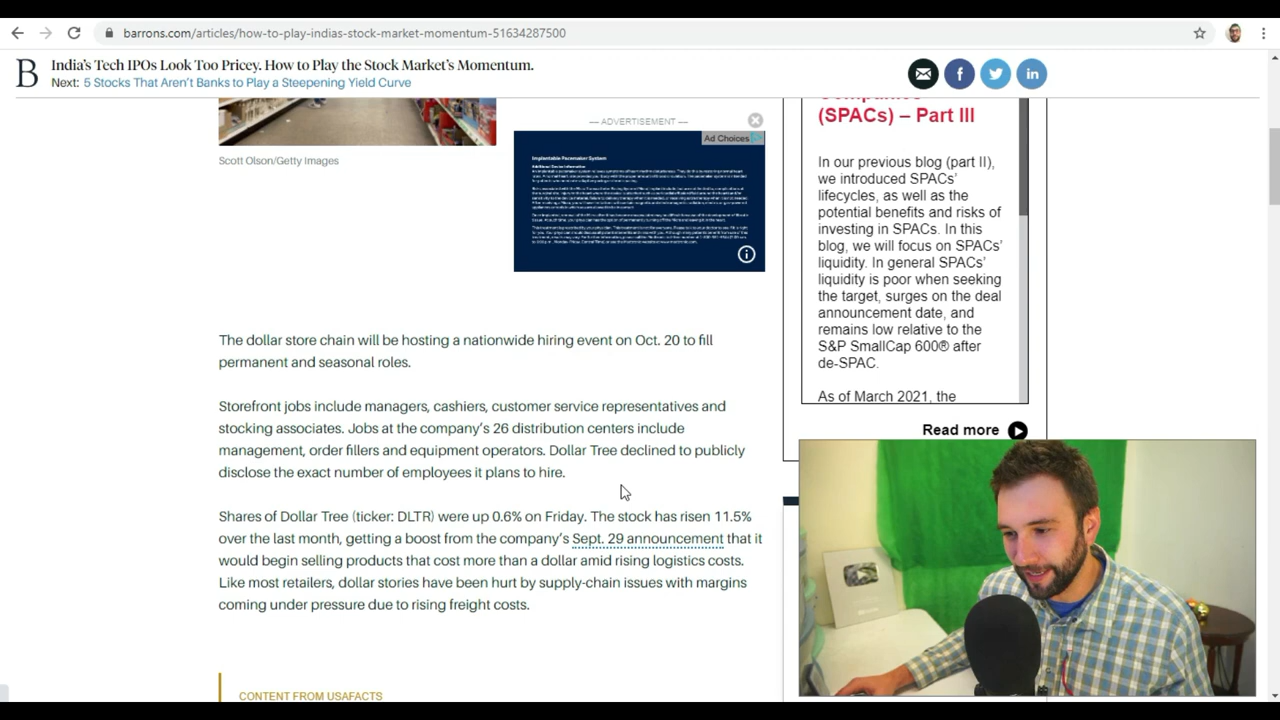 barrons.com/articles/how-to-play-indias-stock-market-momentum-51634287500
B
India's Tech IPOs Look Too Pricey. How to Play the Stock Market's Momentum.
Next: 5 Stocks That Aren't Banks to Play a Steepening Yield Curve
Scott Olson/Getty Images
— ADVERTISEMENT —
Ad Choices
Implantable Pacemaker System
Additional Device Information
The dollar store chain will be hosting a nationwide hiring event on Oct. 20 to fill
permanent and seasonal roles.
Storefront jobs include managers, cashiers, customer service representatives and
stocking associates. Jobs at the company's 26 distribution centers include
management, order fillers and equipment operators. Dollar Tree declined to publicly
disclose the exact number of employees it plans to hire.
Shares of Dollar Tree (ticker: DLTR) were up 0.6% on Friday. The stock has risen 11.5%
over the last month, getting a boost from the company's Sept. 29 announcement that it
would begin selling products that cost more than a dollar amid rising logistics costs.
Like most retailers, dollar stories have been hurt by supply-chain issues with margins
coming under pressure due to rising freight costs.
CONTENT FROM USAFACTS
(SPACs) – Part III
In our previous blog (part II),
we introduced SPACs'
lifecycles, as well as the
potential benefits and risks of
investing in SPACs. In this
blog, we will focus on SPACs'
liquidity. In general SPACs'
liquidity is poor when seeking
the target, surges on the deal
announcement date, and
remains low relative to the
S&P SmallCap 600® after
de-SPAC.
As of March 2021, the
Read more